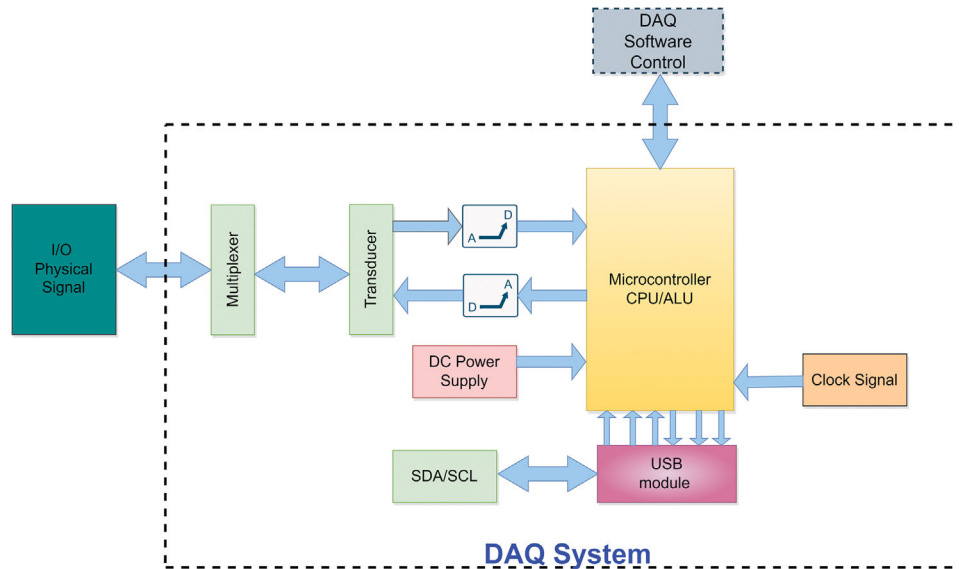 DAQ
Software
Control
I/O
Physical
Signal
Multiplexer
Transducer
A D
D A
Microcontroller
CPU/ALU
DC Power
Supply
Clock Signal
SDA/SCL
USB
module
DAQ System